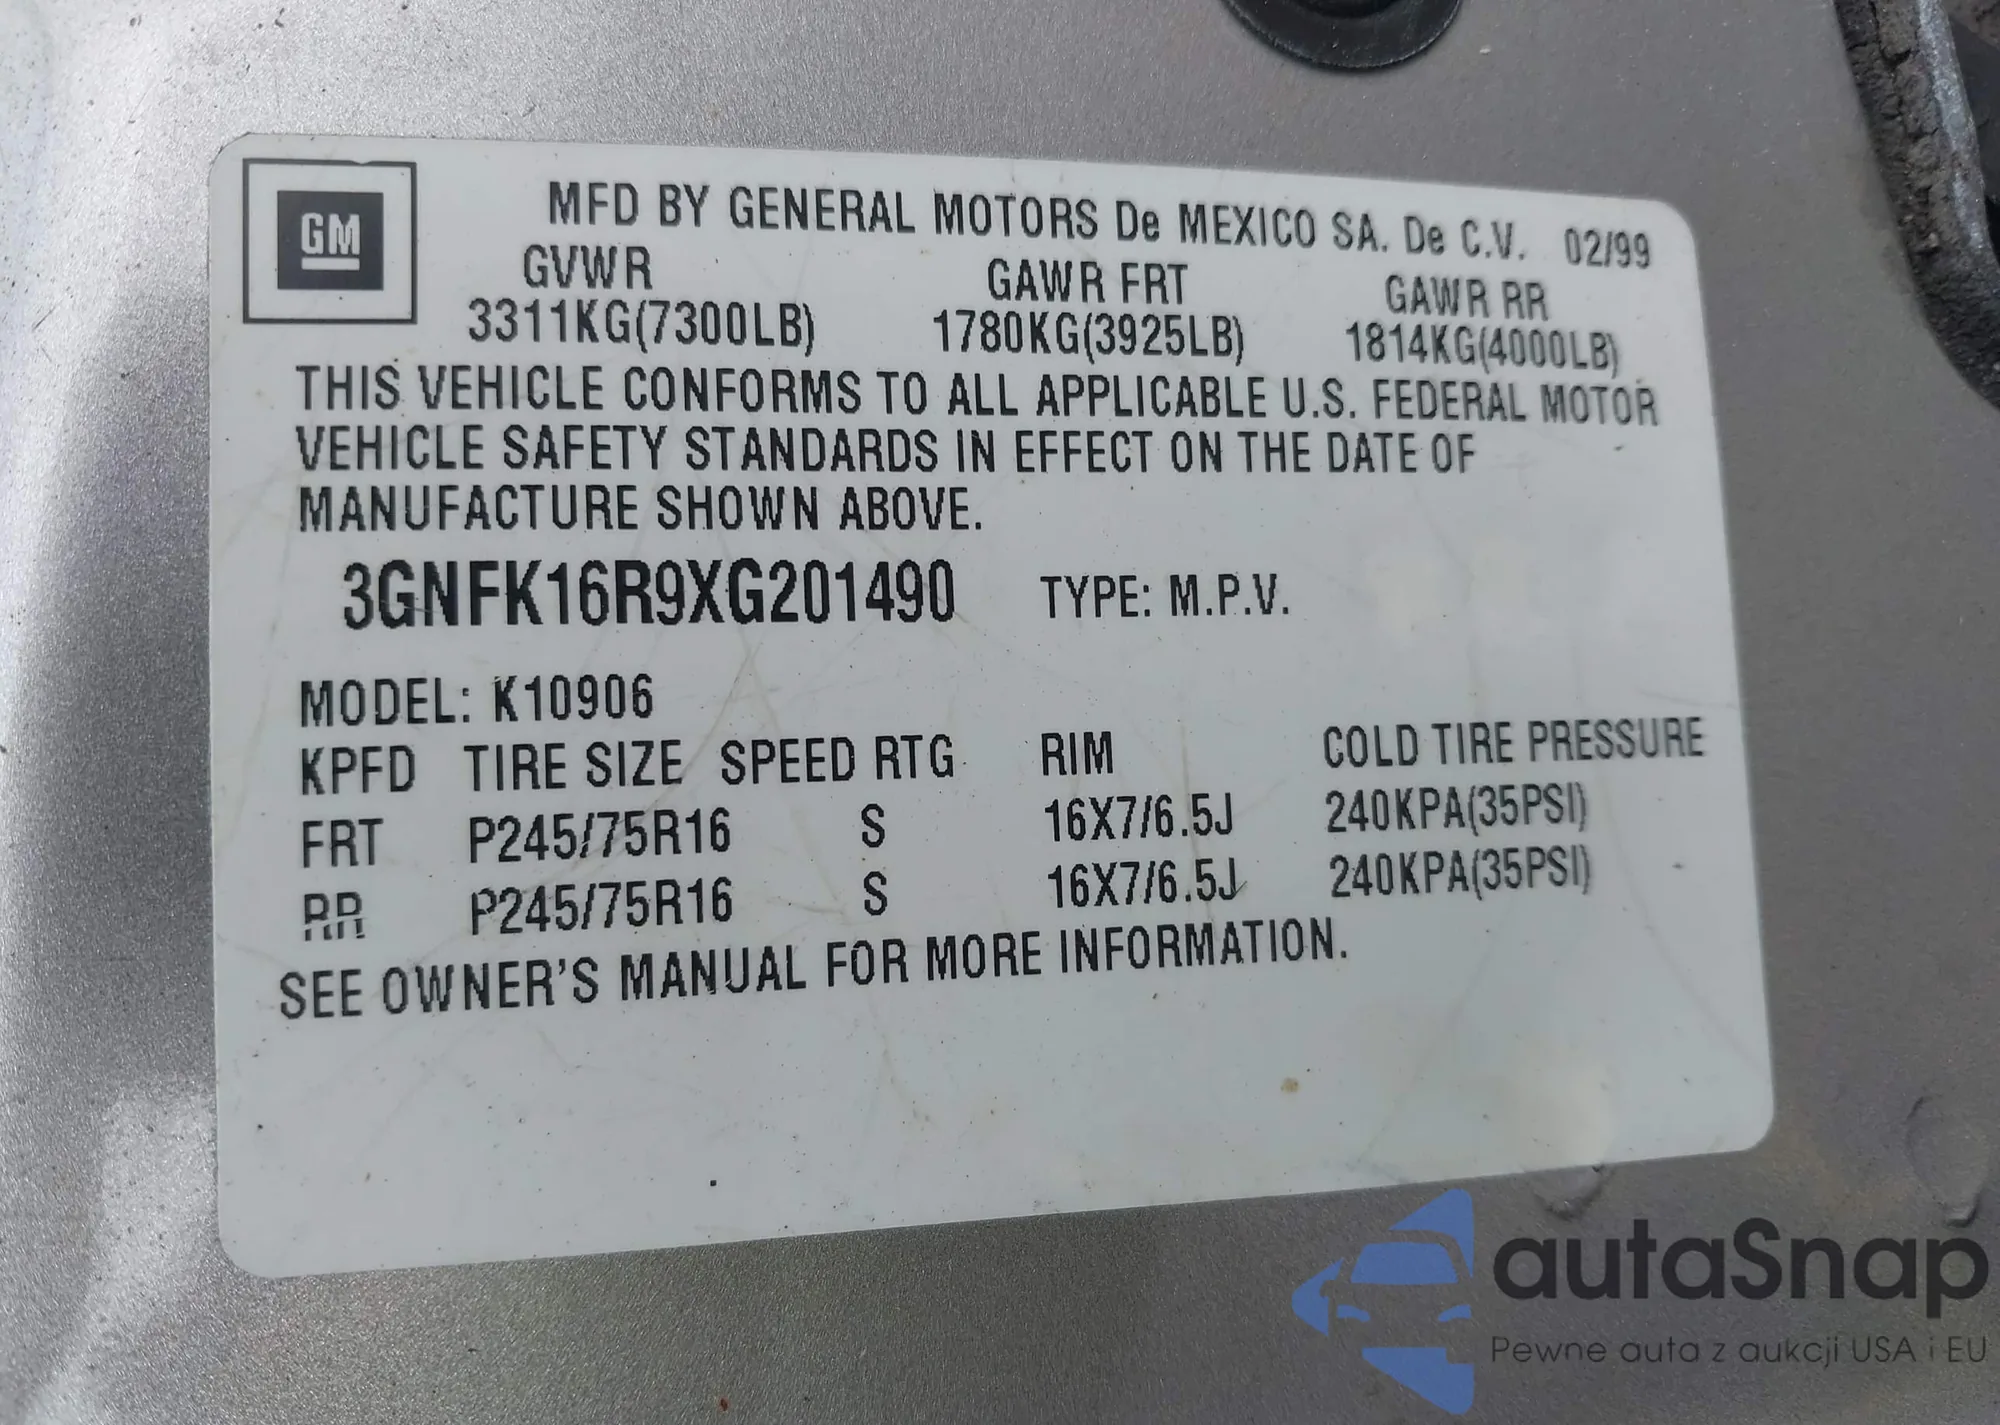 GM
MFD BY GENERAL MOTORS De MEXICO SA. De C.V. 02/99
GVWR GAWR FRT GAWR RR
3311KG(7300LB) 1780KG(3925LB) 1814KG(4000LB)
THIS VEHICLE CONFORMS TO ALL APPLICABLE U.S. FEDERAL MOTOR
VEHICLE SAFETY STANDARDS IN EFFECT ON THE DATE OF
MANUFACTURE SHOWN ABOVE.
3GNFK16R9XG201490 TYPE: M.P.V.
MODEL: K10906
KPFD TIRE SIZE SPEED RTG RIM COLD TIRE PRESSURE
FRT P245/75R16 S 16X7/6.5J 240KPA(35PSI)
RR P245/75R16 S 16X7/6.5J 240KPA(35PSI)
SEE OWNER'S MANUAL FOR MORE INFORMATION.
autaSnap
Pewne auta z aukcji USA i EU